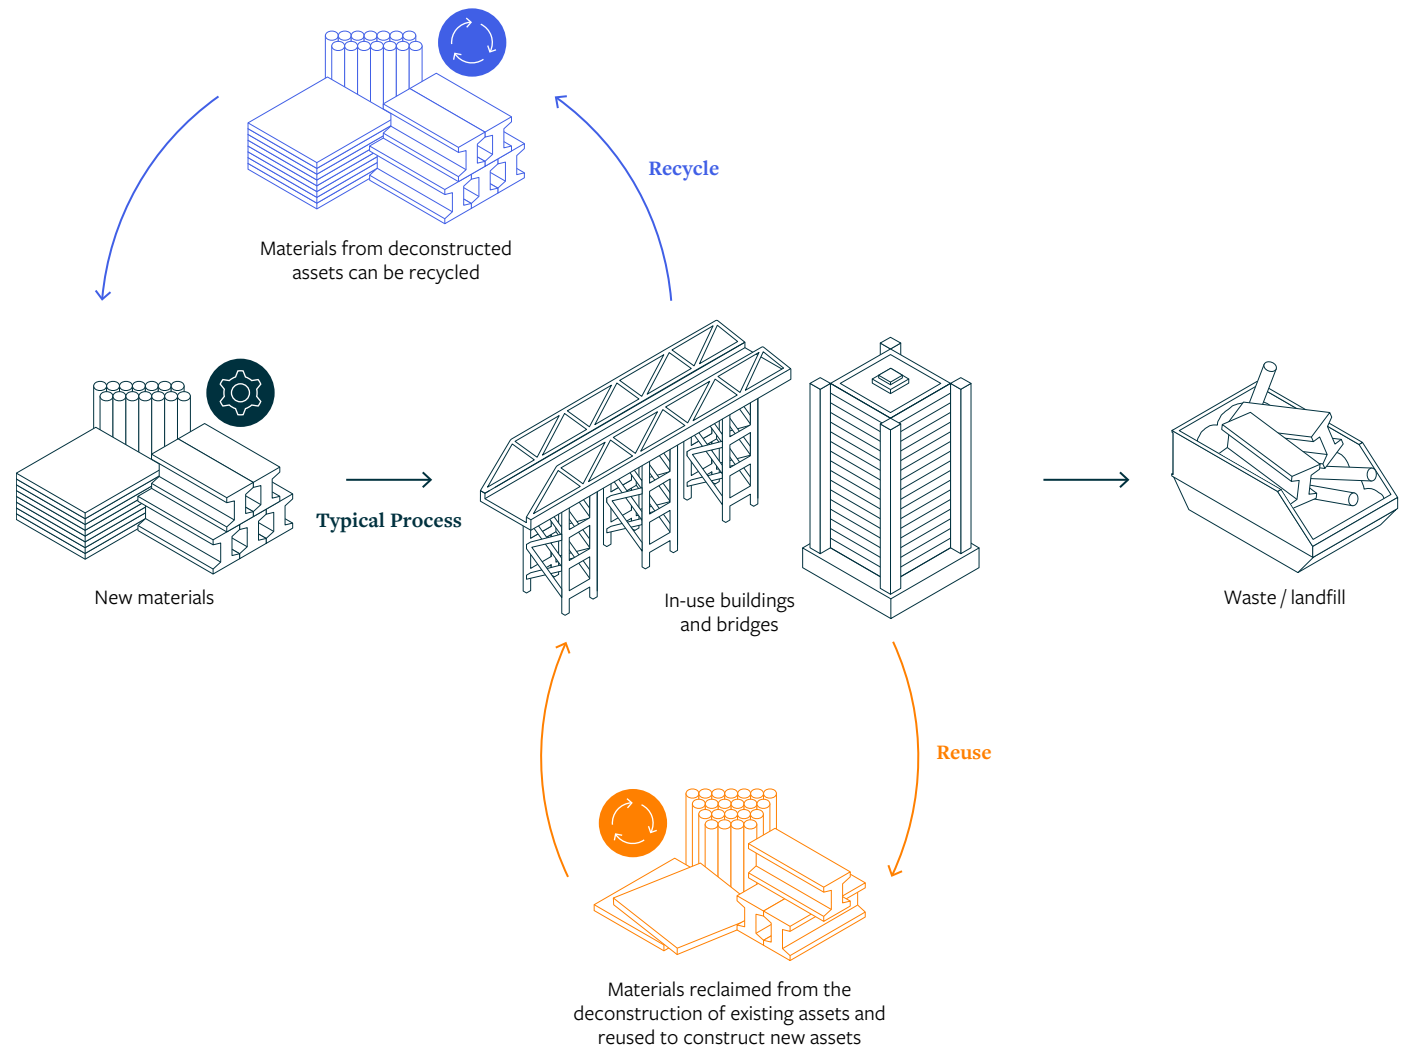 Recycle
Materials from deconstructed
assets can be recycled
Typical Process
New materials
In-use buildings
and bridges
Waste / landfill
Reuse
Materials reclaimed from the
deconstruction of existing assets and
reused to construct new assets